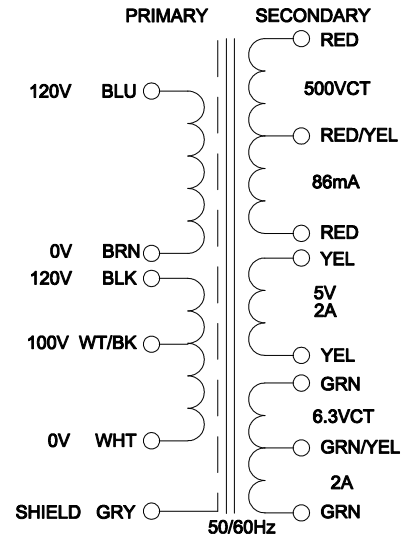 PRIMARY SECONDARY
RED
120V BLU
500VCT
RED/YEL
86mA
RED
0V BRN
YEL
120V BLK
5V
2A
100V WT/BK
YEL
GRN
6.3VCT
0V WHT
GRN/YEL
2A
SHIELD GRY
GRN
50/60Hz